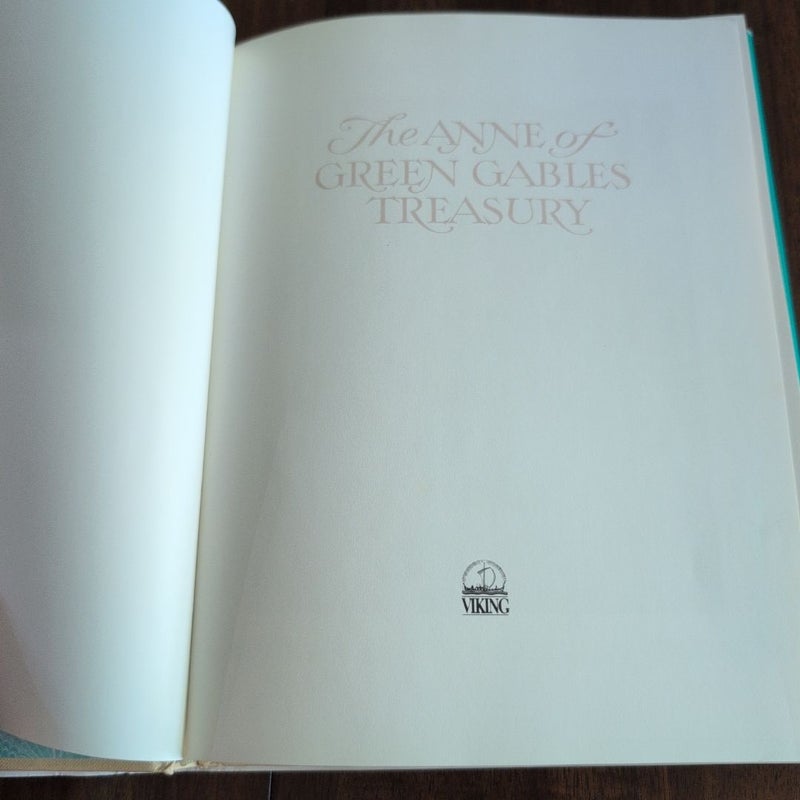 The ANNE of
GREEN GABLES
TREASURY
VIKING